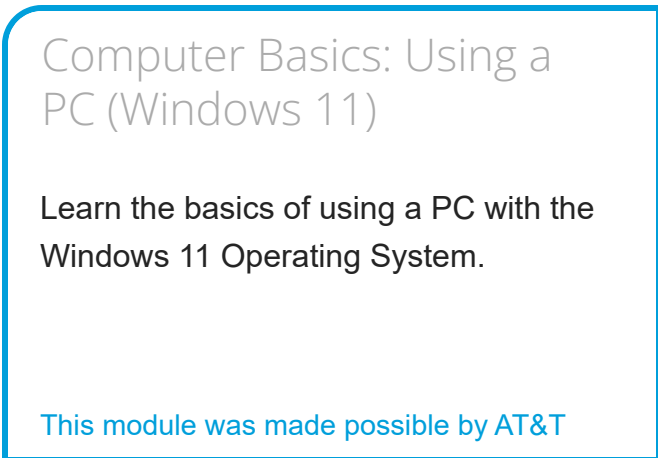 Computer Basics: Using a
PC (Windows 11)
Learn the basics of using a PC with the
Windows 11 Operating System.
This module was made possible by AT&T